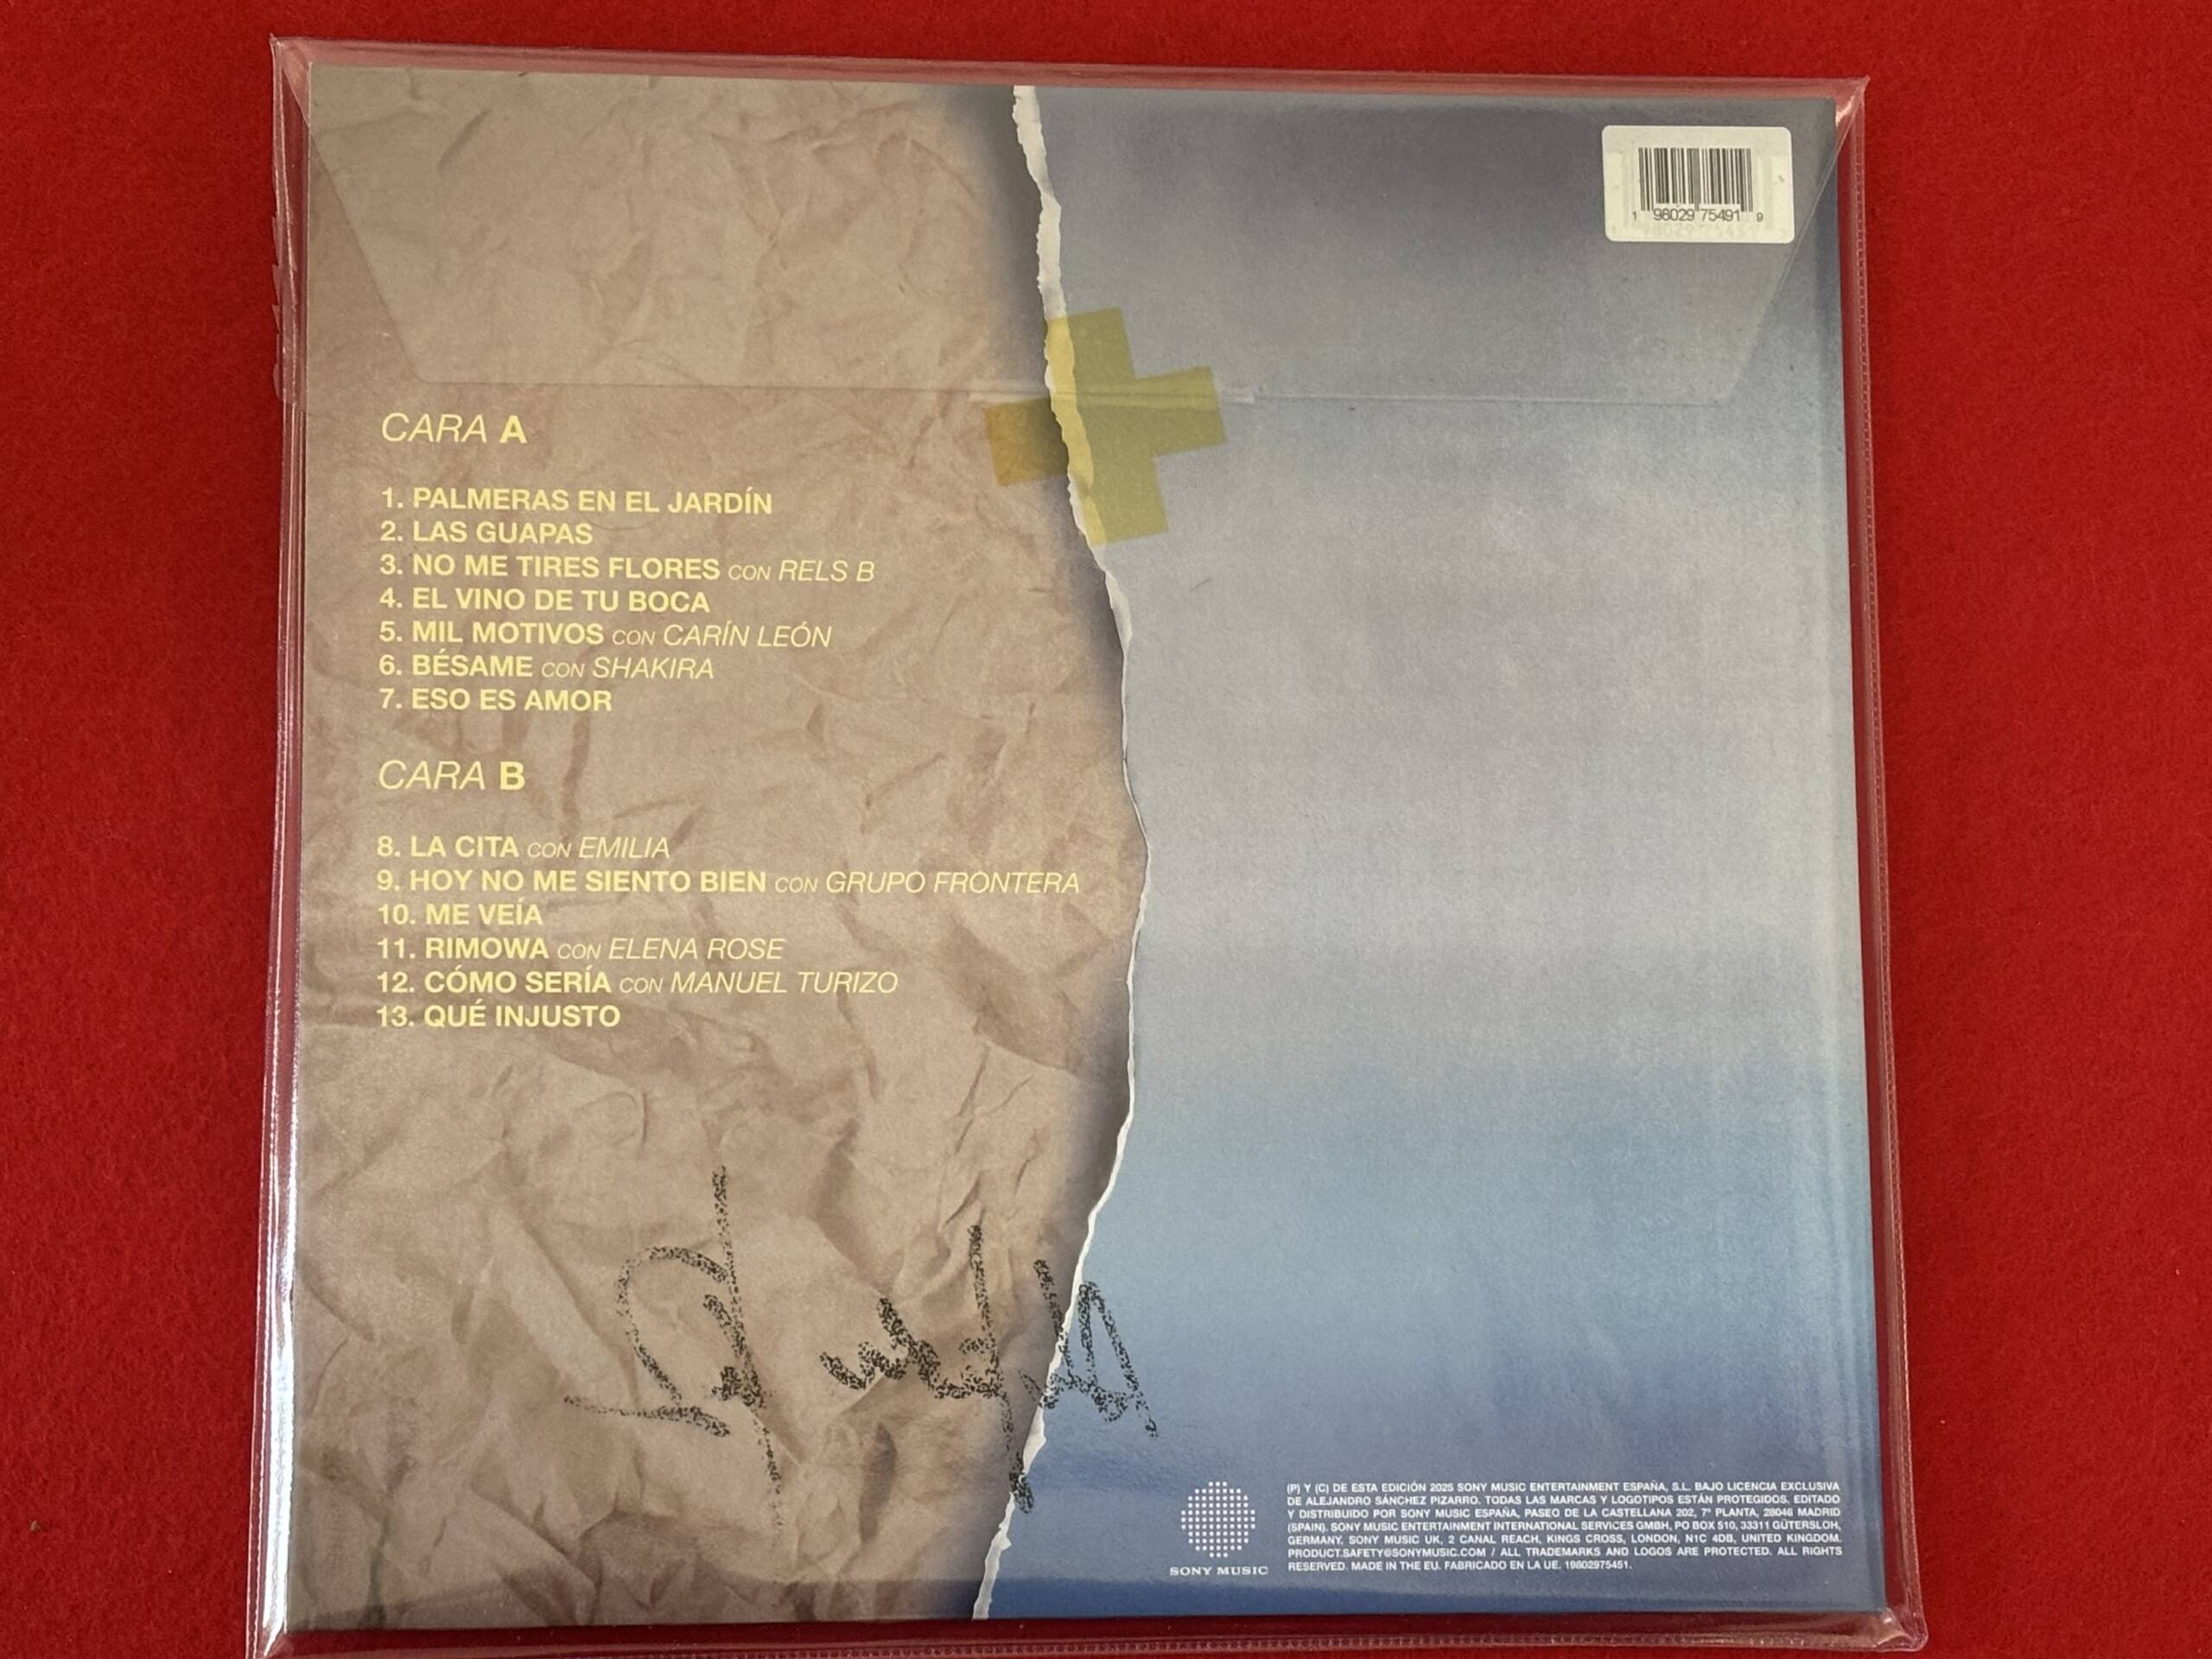 1 98029 75491 9
CARA A
1. PALMERAS EN EL JARDÍN
2. LAS GUAPAS
3. NO ME TIRES FLORES CON RELS B
4. EL VINO DE TU BOCA
5. MIL MOTIVOS CON CARÍN LEÓN
6. BÉSAME CON SHAKIRA
7. ESO ES AMOR
CARA B
8. LA CITA CON EMILIA
9. HOY NO ME SIENTO BIEN CON GRUPO FRONTERA
10. ME VEÍA
11. RIMOWA CON ELENA ROSE
12. CÓMO SERÍA CON MANUEL TURIZO
13. QUÉ INJUSTO
SONY MUSIC
(P) Y (C) DE ESTA EDICIÓN 2025 SONY MUSIC ENTERTAINMENT ESPAÑA, S.L. BAJO LICENCIA EXCLUSIVA
DE ALEJANDRO SÁNCHEZ PIZARRO. TODAS LAS MARCAS Y LOGOTIPOS ESTÁN PROTEGIDOS. EDITADO
Y DISTRIBUIDO POR SONY MUSIC ESPAÑA, PASEO DE LA CASTELLANA 202, 7ª PLANTA, 28046 MADRID
(SPAIN). SONY MUSIC ENTERTAINMENT INTERNATIONAL SERVICES GMBH, PO BOX 510, 33311 GÜTERSLOH,
GERMANY. SONY MUSIC UK, 2 CANAL REACH, KINGS CROSS, LONDON, N1C 4DB, UNITED KINGDOM.
PRODUCT.SAFETY@SONYMUSIC.COM / ALL TRADEMARKS AND LOGOS ARE PROTECTED. ALL RIGHTS
RESERVED. MADE IN THE EU. FABRICADO EN LA UE. 19802975451.